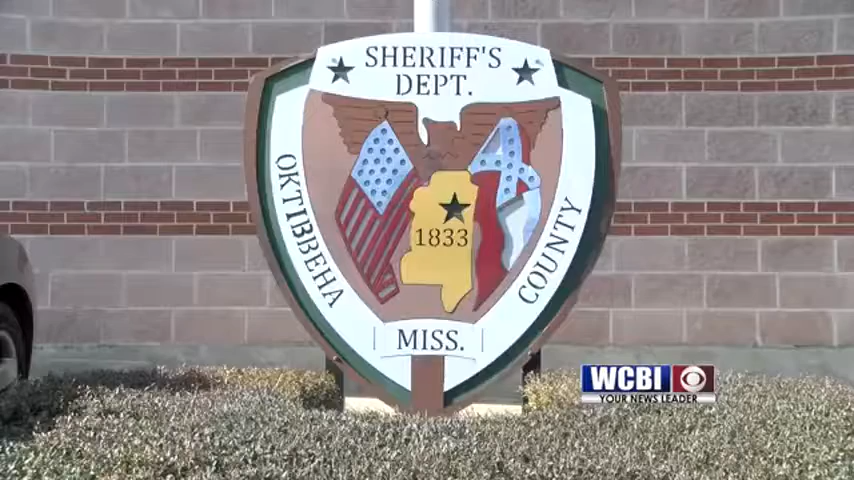 SHERIFF'S
DEPT.
OKTIBBEHA
COUNTY
1833
MISS.
WCBI
YOUR NEWS LEADER